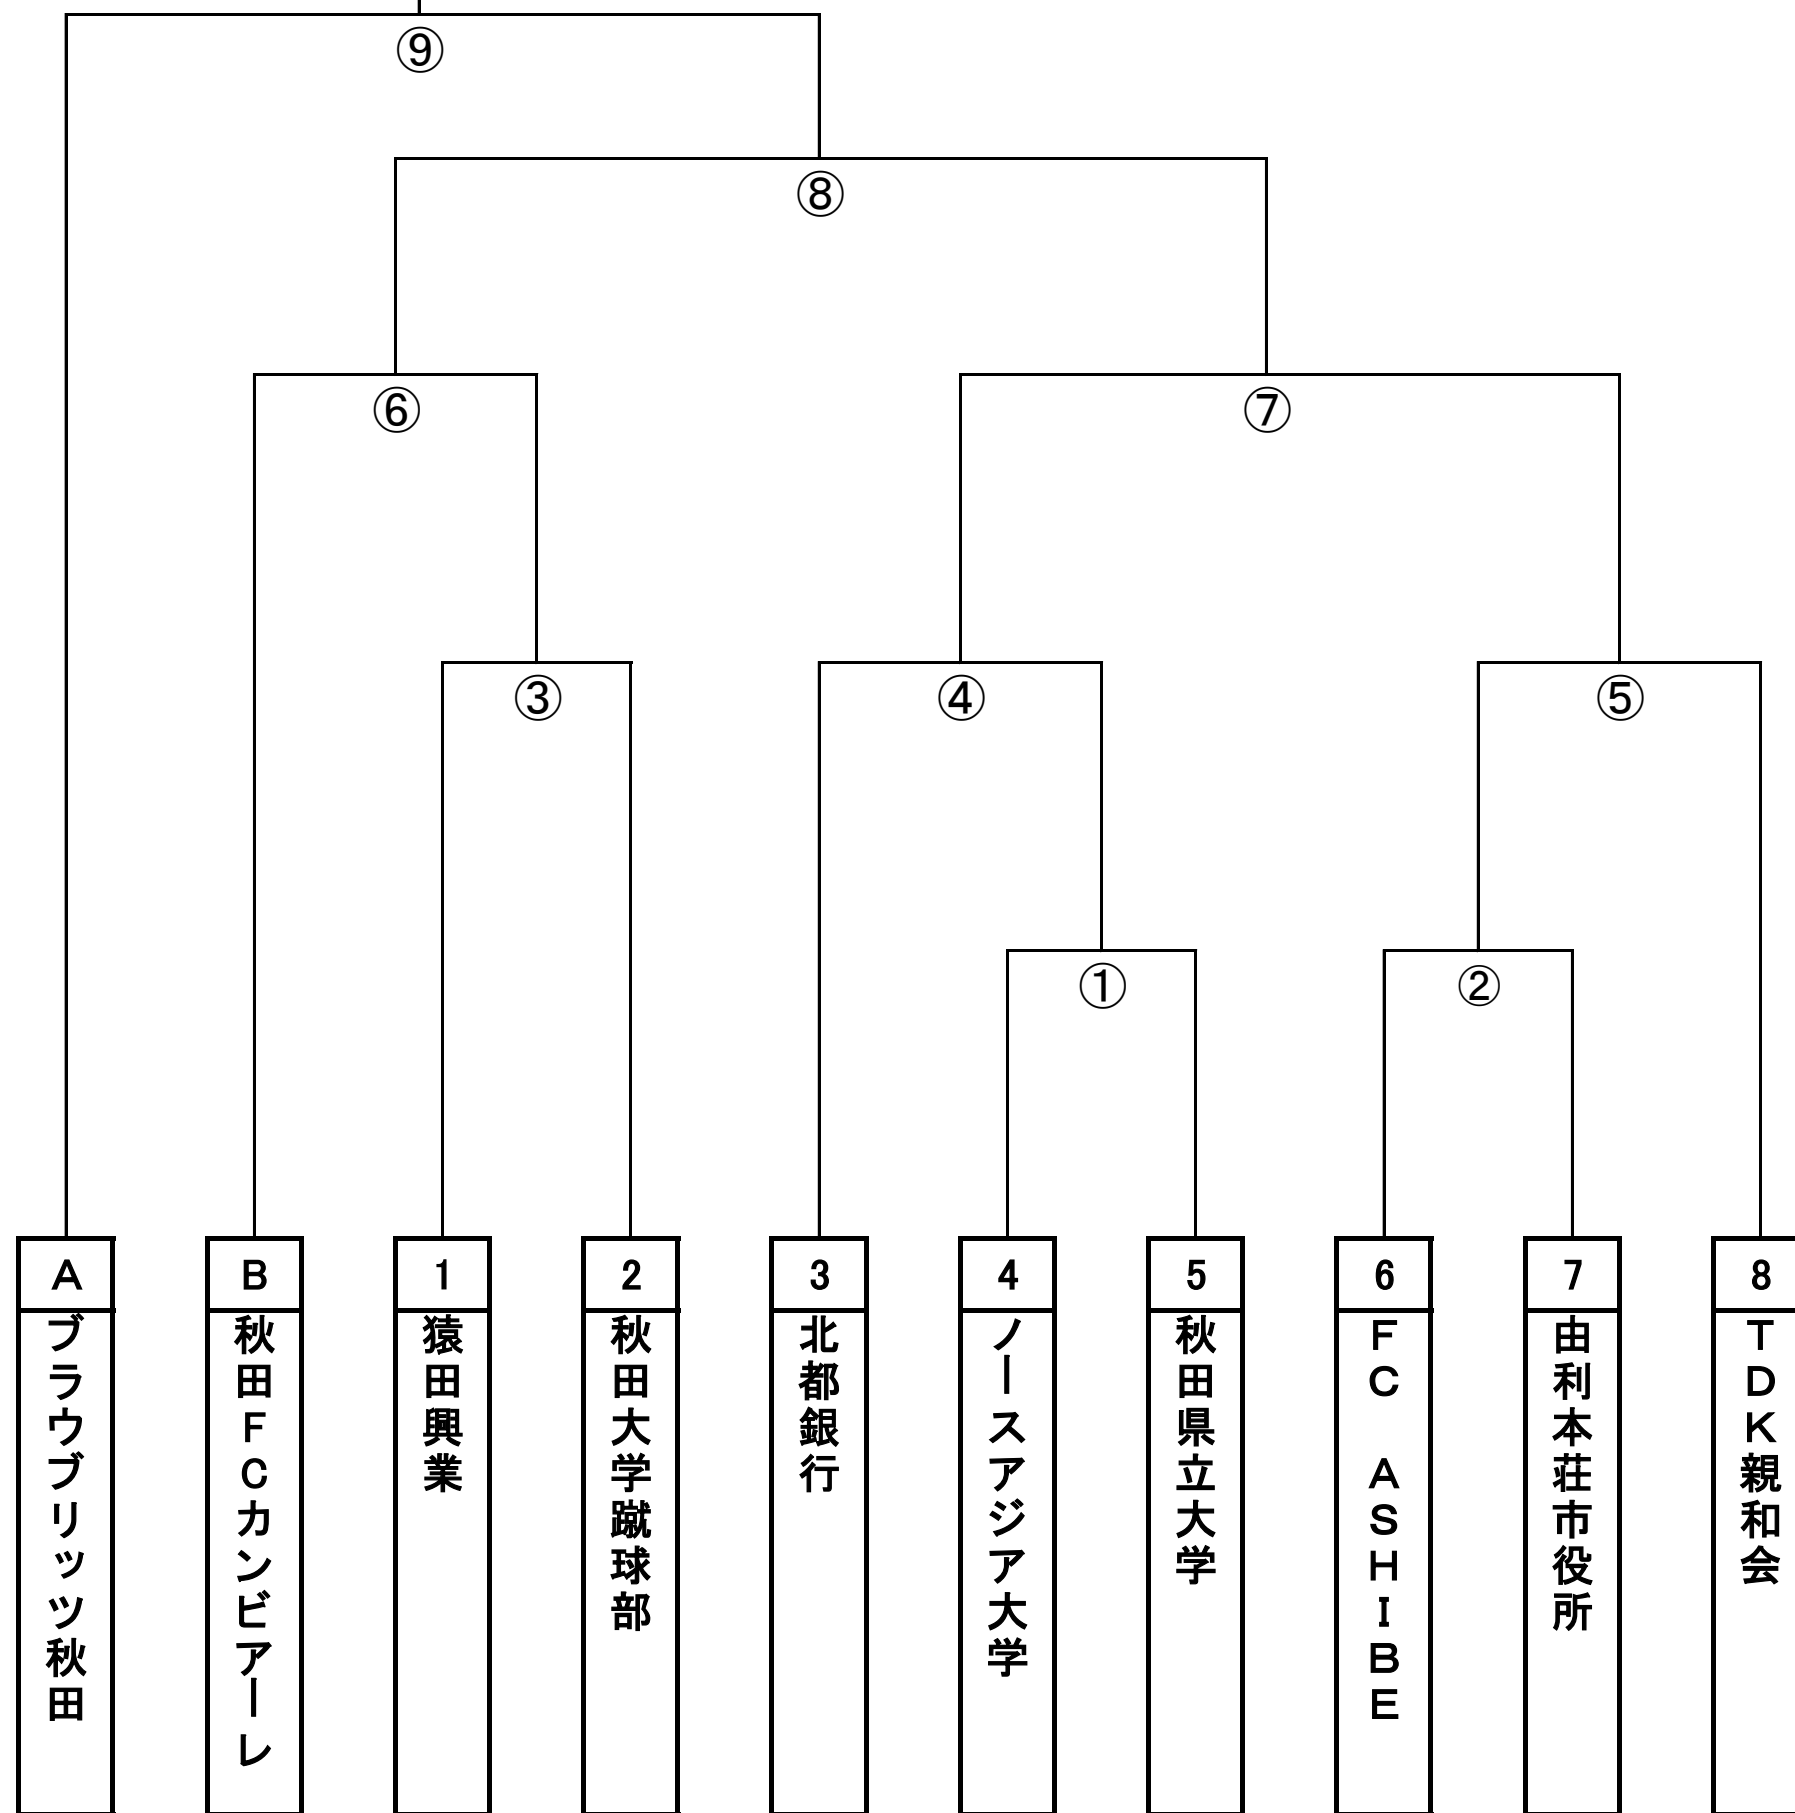 ⑨
⑧
⑥
⑦
③
④
⑤
①
②
A
B
1
2
3
4
5
6
7
8
ブラウブリッツ秋田
秋田FCカンビアーレ
猿田興業
秋田大学蹴球部
北都銀行
ノースアジア大学
秋田県立大学
FC ASHIBE
由利本荘市役所
TDK親和会